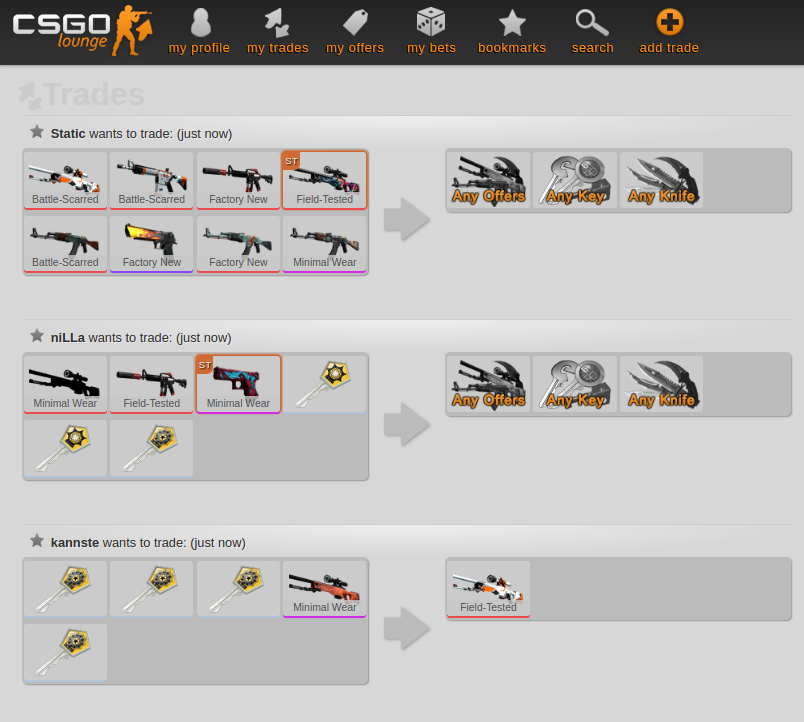 CSGO
lounge
my profile my trades my offers my bets bookmarks search add trade
Trades
Static wants to trade: (just now)
ST
Battle-Scarred Battle-Scarred Factory New Field-Tested
Any Offers Any Key Any Knife
Battle-Scarred Factory New Factory New Minimal Wear
niLLa wants to trade: (just now)
ST
Minimal Wear Field-Tested Minimal Wear
Any Offers Any Key Any Knife
kannste wants to trade: (just now)
Minimal Wear
Field-Tested